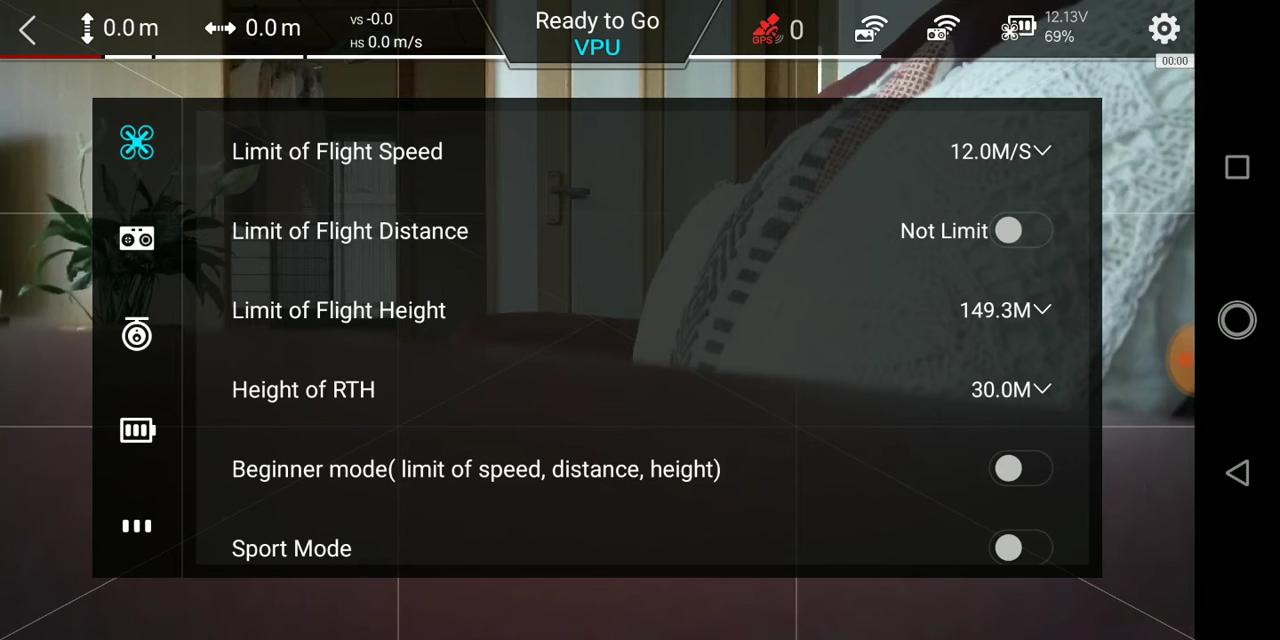 0.0 m
0.0 m
VS -0.0
HS 0.0 m/s
Ready to Go
VPU
GPS
0
12.13V
69%
00:00
Limit of Flight Speed 12.0M/S
Limit of Flight Distance Not Limit
Limit of Flight Height 149.3M
Height of RTH 30.0M
Beginner mode( limit of speed, distance, height)
Sport Mode